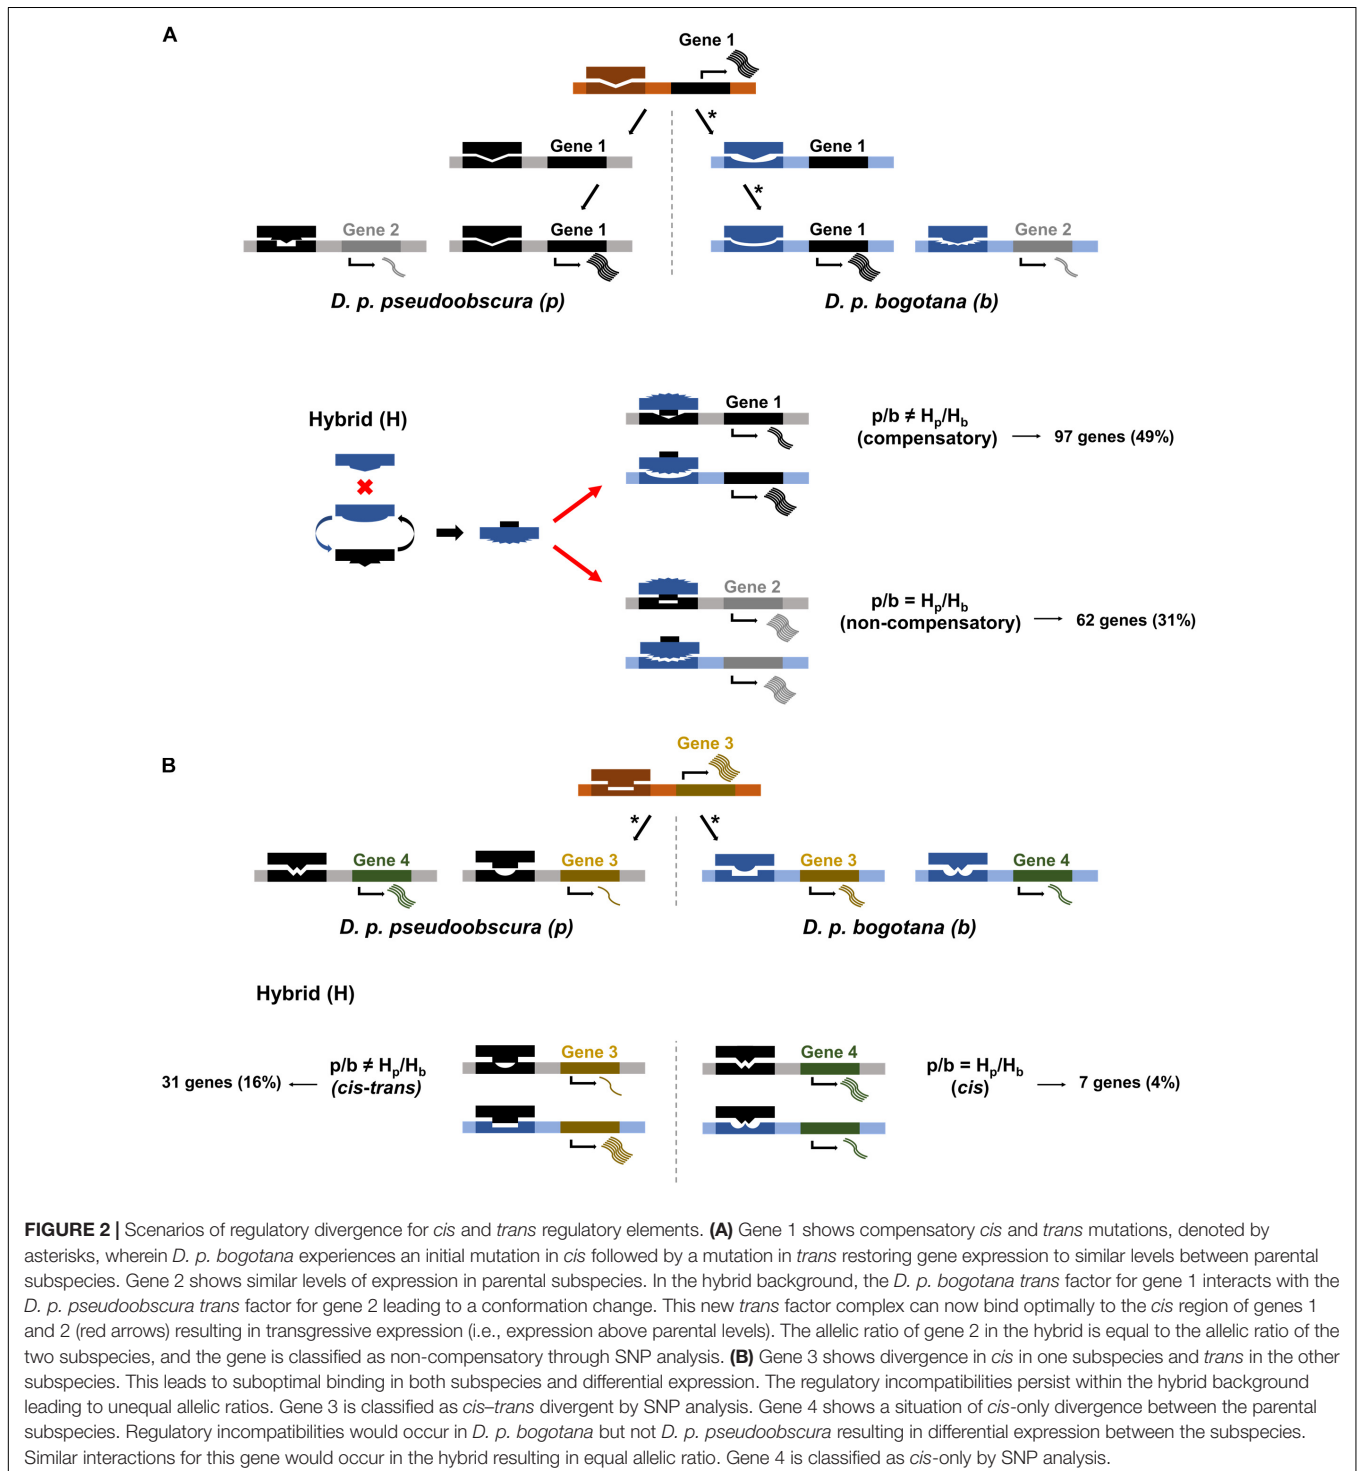 A
Gene 1
*
Gene 1
Gene 1
*
Gene 2
Gene 1
Gene 1
Gene 2
D. p. pseudoobscura (p)
D. p. bogotana (b)
Hybrid (H)
Gene 1
p/b ≠ Hp/Hb
(compensatory)
97 genes (49%)
Gene 2
p/b = Hp/Hb
(non-compensatory)
62 genes (31%)
B
Gene 3
*
*
Gene 4
Gene 3
Gene 3
Gene 4
D. p. pseudoobscura (p)
D. p. bogotana (b)
Hybrid (H)
31 genes (16%)
p/b ≠ Hp/Hb
(cis-trans)
Gene 3
Gene 4
p/b = Hp/Hb
(cis)
7 genes (4%)
FIGURE 2 | Scenarios of regulatory divergence for cis and trans regulatory elements. (A) Gene 1 shows compensatory cis and trans mutations, denoted by
asterisks, wherein D. p. bogotana experiences an initial mutation in cis followed by a mutation in trans restoring gene expression to similar levels between parental
subspecies. Gene 2 shows similar levels of expression in parental subspecies. In the hybrid background, the D. p. bogotana trans factor for gene 1 interacts with the
D. p. pseudoobscura trans factor for gene 2 leading to a conformation change. This new trans factor complex can now bind optimally to the cis region of genes 1
and 2 (red arrows) resulting in transgressive expression (i.e., expression above parental levels). The allelic ratio of gene 2 in the hybrid is equal to the allelic ratio of the
two subspecies, and the gene is classified as non-compensatory through SNP analysis. (B) Gene 3 shows divergence in cis in one subspecies and trans in the other
subspecies. This leads to suboptimal binding in both subspecies and differential expression. The regulatory incompatibilities persist within the hybrid background
leading to unequal allelic ratios. Gene 3 is classified as cis–trans divergent by SNP analysis. Gene 4 shows a situation of cis-only divergence between the parental
subspecies. Regulatory incompatibilities would occur in D. p. bogotana but not D. p. pseudoobscura resulting in differential expression between the subspecies.
Similar interactions for this gene would occur in the hybrid resulting in equal allelic ratio. Gene 4 is classified as cis-only by SNP analysis.